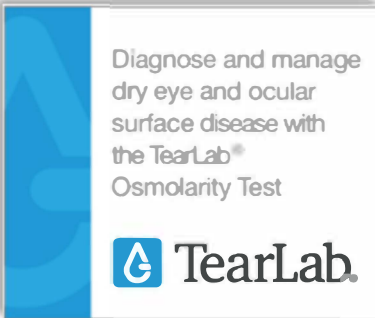 Diagnose and manage
dry eye and ocular
surface disease with
the TearLab®
Osmolarity Test
TearLab